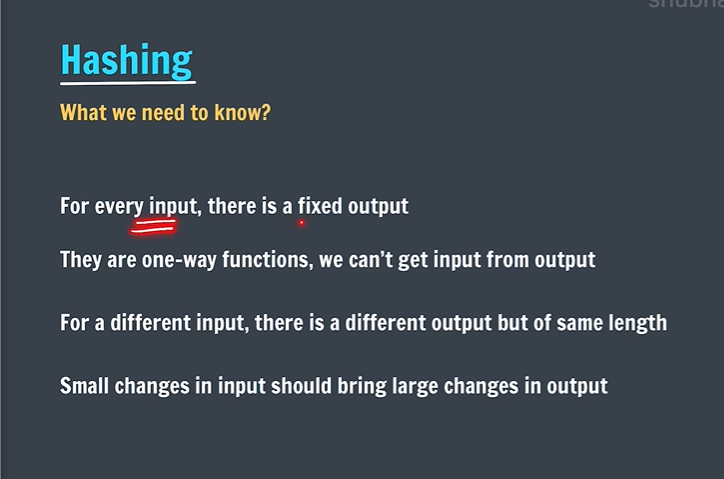 Hashing
What we need to know?
For every input, there is a fixed output
They are one-way functions, we can't get input from output
For a different input, there is a different output but of same length
Small changes in input should bring large changes in output